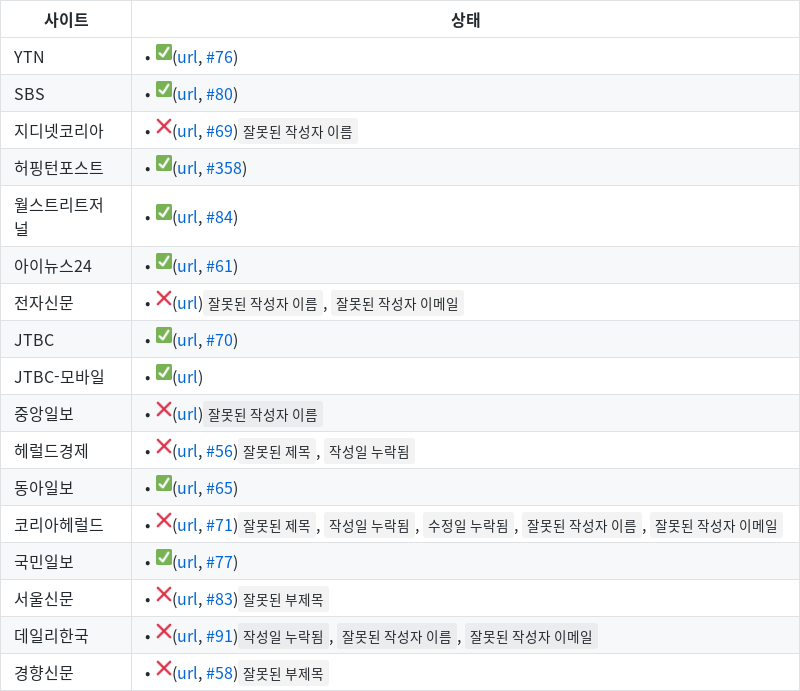 사이트 상태
YTN • ✅(url, #76)
SBS • ✅(url, #80)
지디넷코리아 • ❌(url, #69) 잘못된 작성자 이름
허핑턴포스트 • ✅(url, #358)
월스트리트저
널 • ✅(url, #84)
아이뉴스24 • ✅(url, #61)
전자신문 • ❌(url) 잘못된 작성자 이름 , 잘못된 작성자 이메일
JTBC • ✅(url, #70)
JTBC-모바일 • ✅(url)
중앙일보 • ❌(url) 잘못된 작성자 이름
헤럴드경제 • ❌(url, #56) 잘못된 제목 , 작성일 누락됨
동아일보 • ✅(url, #65)
코리아헤럴드 • ❌(url, #71) 잘못된 제목 , 작성일 누락됨 , 수정일 누락됨 , 잘못된 작성자 이름 , 잘못된 작성자 이메일
국민일보 • ✅(url, #77)
서울신문 • ❌(url, #83) 잘못된 부제목
데일리한국 • ❌(url, #91) 작성일 누락됨 , 잘못된 작성자 이름 , 잘못된 작성자 이메일
경향신문 • ❌(url, #58) 잘못된 부제목